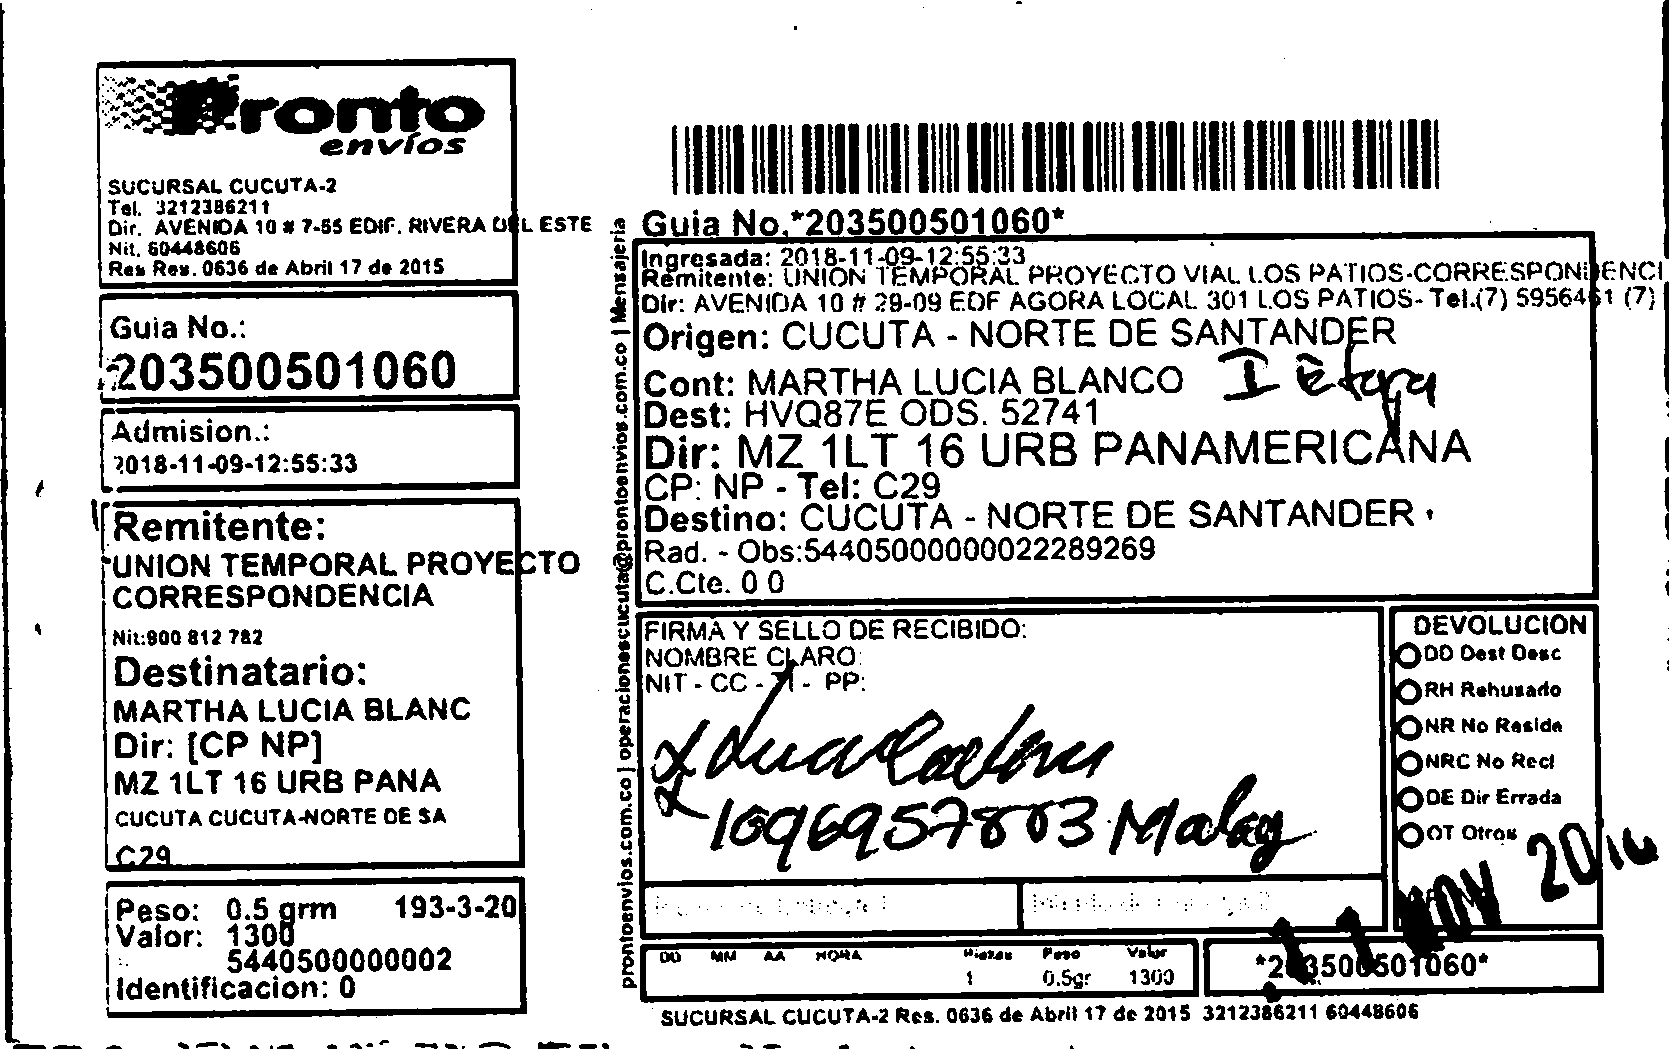 Pronto
envíos
SUCURSAL CUCUTA-2
Tel. 3212386211
Dir. AVENIDA 10 # 7-55 EDIF. RIVERA DEL ESTE
Nit. 60448606
Res Res. 0636 de Abril 17 de 2015
Guia No.:
203500501060
Admision.:
2018-11-09-12:55:33
Remitente:
UNION TEMPORAL PROYECTO
CORRESPONDENCIA
Nit:900 812 782
Destinatario:
MARTHA LUCIA BLANC
Dir: [CP NP]
MZ 1LT 16 URB PANA
CUCUTA CUCUTA-NORTE DE SA
C29
Peso: 0.5 grm 193-3-20
Valor: 1300
5440500000002
Identificacion: 0
prontoenvios.com.co | operacionescucuta@prontoenvios.com.co | Mensajeria
Guia No.*203500501060*
Ingresada: 2018-11-09-12:55:33
Remitente: UNION TEMPORAL PROYECTO VIAL LOS PATIOS-CORRESPONDENCI
Dir: AVENIDA 10 # 29-09 EDF AGORA LOCAL 301 LOS PATIOS- Tel.(7) 5956461 (7)
Origen: CUCUTA - NORTE DE SANTANDER
Cont: MARTHA LUCIA BLANCO
Dest: HVQ87E ODS. 52741
Dir: MZ 1LT 16 URB PANAMERICANA
CP: NP - Tel: C29
Destino: CUCUTA - NORTE DE SANTANDER
Rad. - Obs:54405000000022289269
C.Cte. 0 0
FIRMA Y SELLO DE RECIBIDO:
NOMBRE CLARO:
NIT - CC - TI - PP:
1096957803
DEVOLUCION
DD Dest Desc
RH Rehusado
NR No Reside
NRC No Recl
DE Dir Errada
OT Otros
NOV
DD MM AA HORA Piezas Peso Valor
1 0.5gr 1300
*203500501060*
SUCURSAL CUCUTA-2 Res. 0636 de Abril 17 de 2015 3212386211 60448606